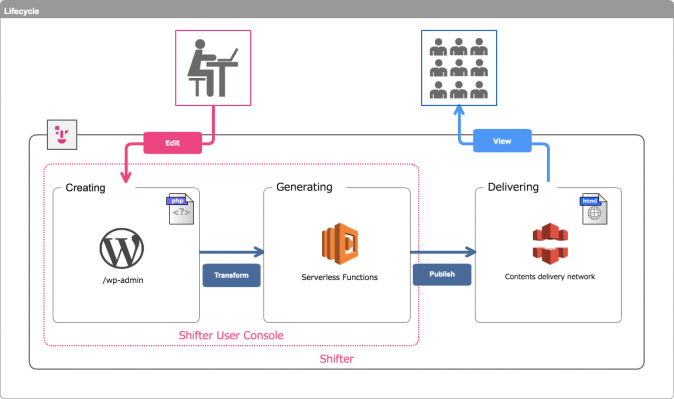 Lifecycle
Edit
View
Creating
Generating
Delivering
php
<?>
html
Transform
Publish
/wp-admin
Serverless Functions
Contents delivery network
Shifter User Console
Shifter